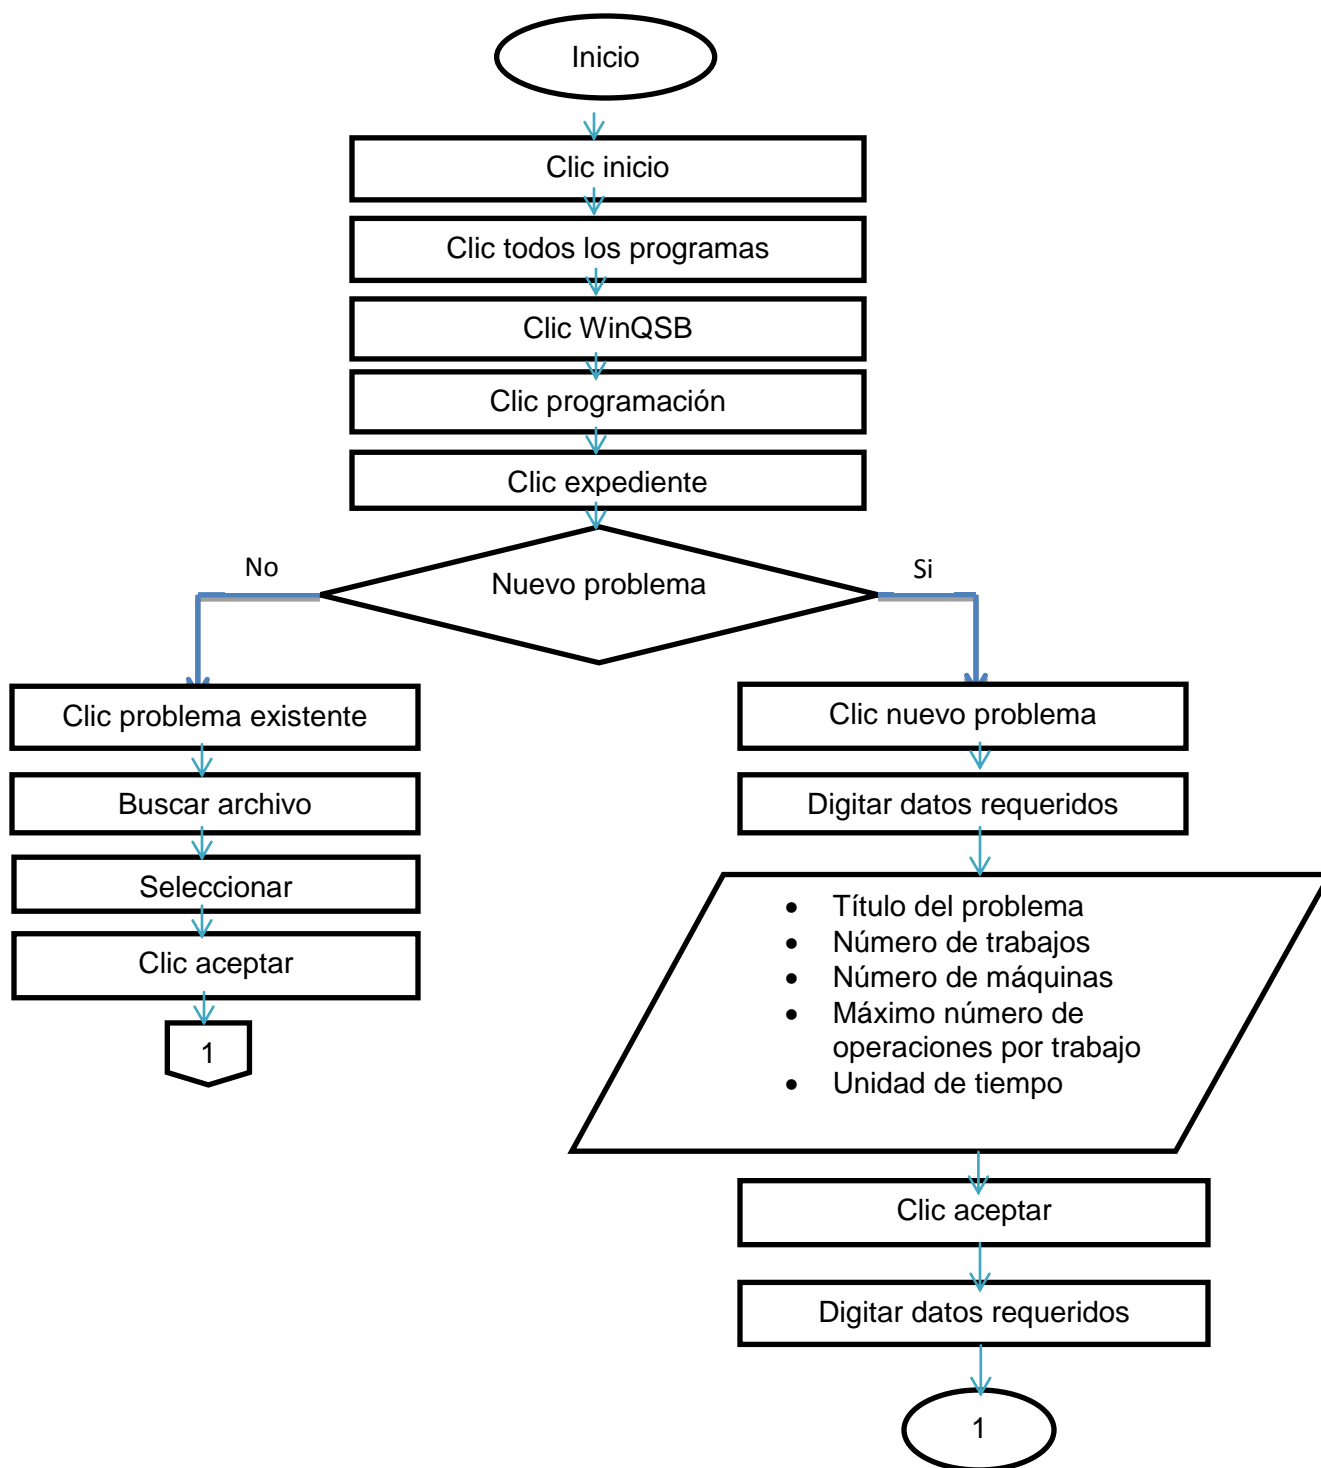 Inicio
Clic inicio
Clic todos los programas
Clic WinQSB
Clic programación
Clic expediente
Nuevo problema
No
Si
Clic problema existente
Buscar archivo
Seleccionar
Clic aceptar
1
Clic nuevo problema
Digitar datos requeridos
• Título del problema
• Número de trabajos
• Número de máquinas
• Máximo número de
operaciones por trabajo
• Unidad de tiempo
Clic aceptar
Digitar datos requeridos
1